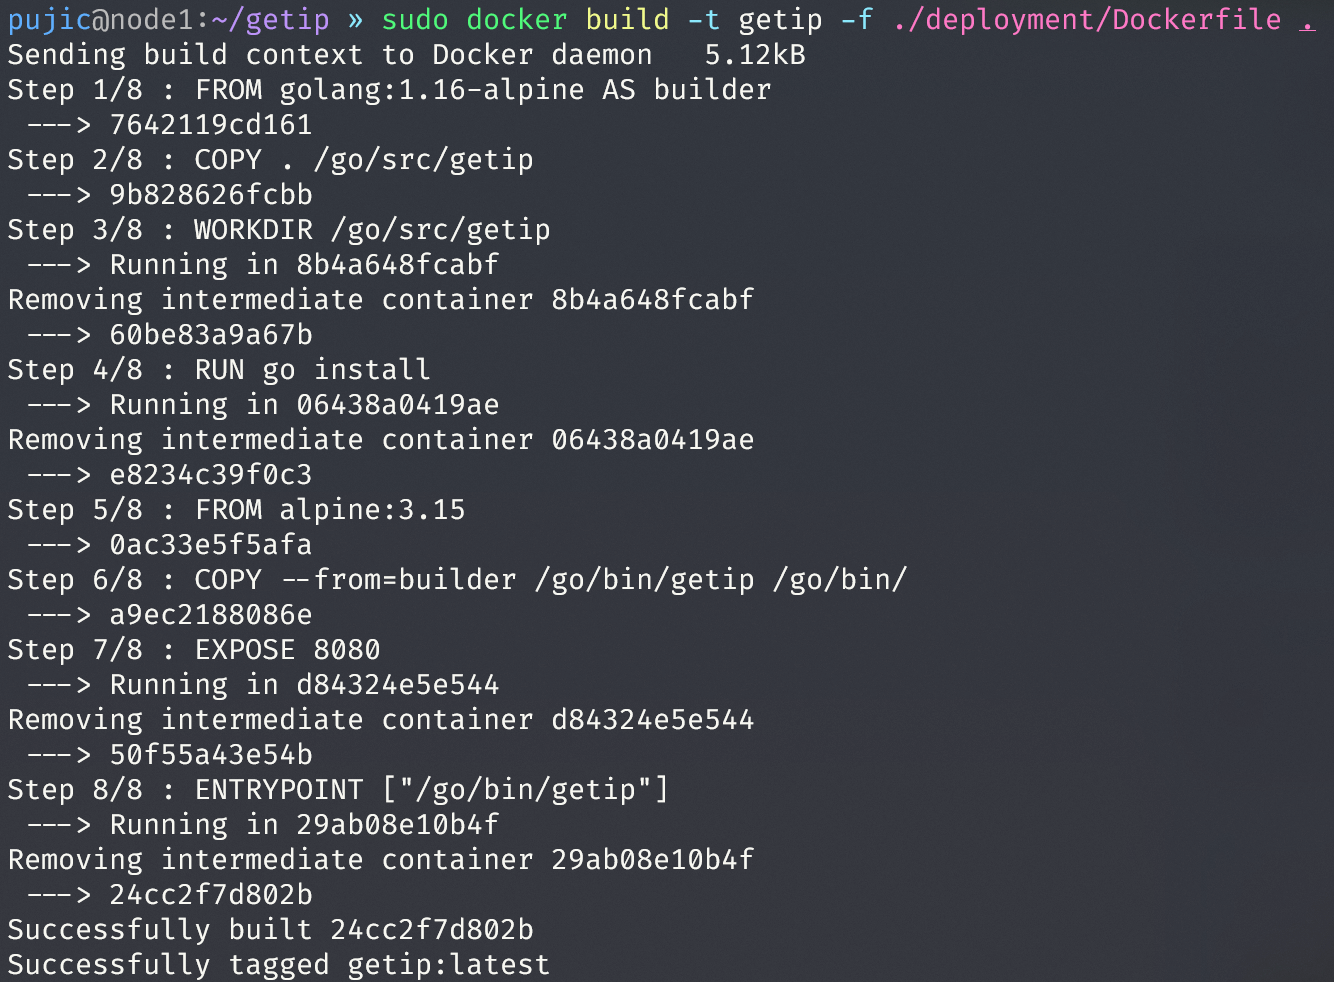 pujic@node1:~/getip » sudo docker build -t getip -f ./deployment/Dockerfile .
Sending build context to Docker daemon   5.12kB
Step 1/8 : FROM golang:1.16-alpine AS builder
 ---> 7642119cd161
Step 2/8 : COPY . /go/src/getip
 ---> 9b828626fcbb
Step 3/8 : WORKDIR /go/src/getip
 ---> Running in 8b4a648fcabf
Removing intermediate container 8b4a648fcabf
 ---> 60be83a9a67b
Step 4/8 : RUN go install
 ---> Running in 06438a0419ae
Removing intermediate container 06438a0419ae
 ---> e8234c39f0c3
Step 5/8 : FROM alpine:3.15
 ---> 0ac33e5f5afa
Step 6/8 : COPY --from=builder /go/bin/getip /go/bin/
 ---> a9ec2188086e
Step 7/8 : EXPOSE 8080
 ---> Running in d84324e5e544
Removing intermediate container d84324e5e544
 ---> 50f55a43e54b
Step 8/8 : ENTRYPOINT ["/go/bin/getip"]
 ---> Running in 29ab08e10b4f
Removing intermediate container 29ab08e10b4f
 ---> 24cc2f7d802b
Successfully built 24cc2f7d802b
Successfully tagged getip:latest